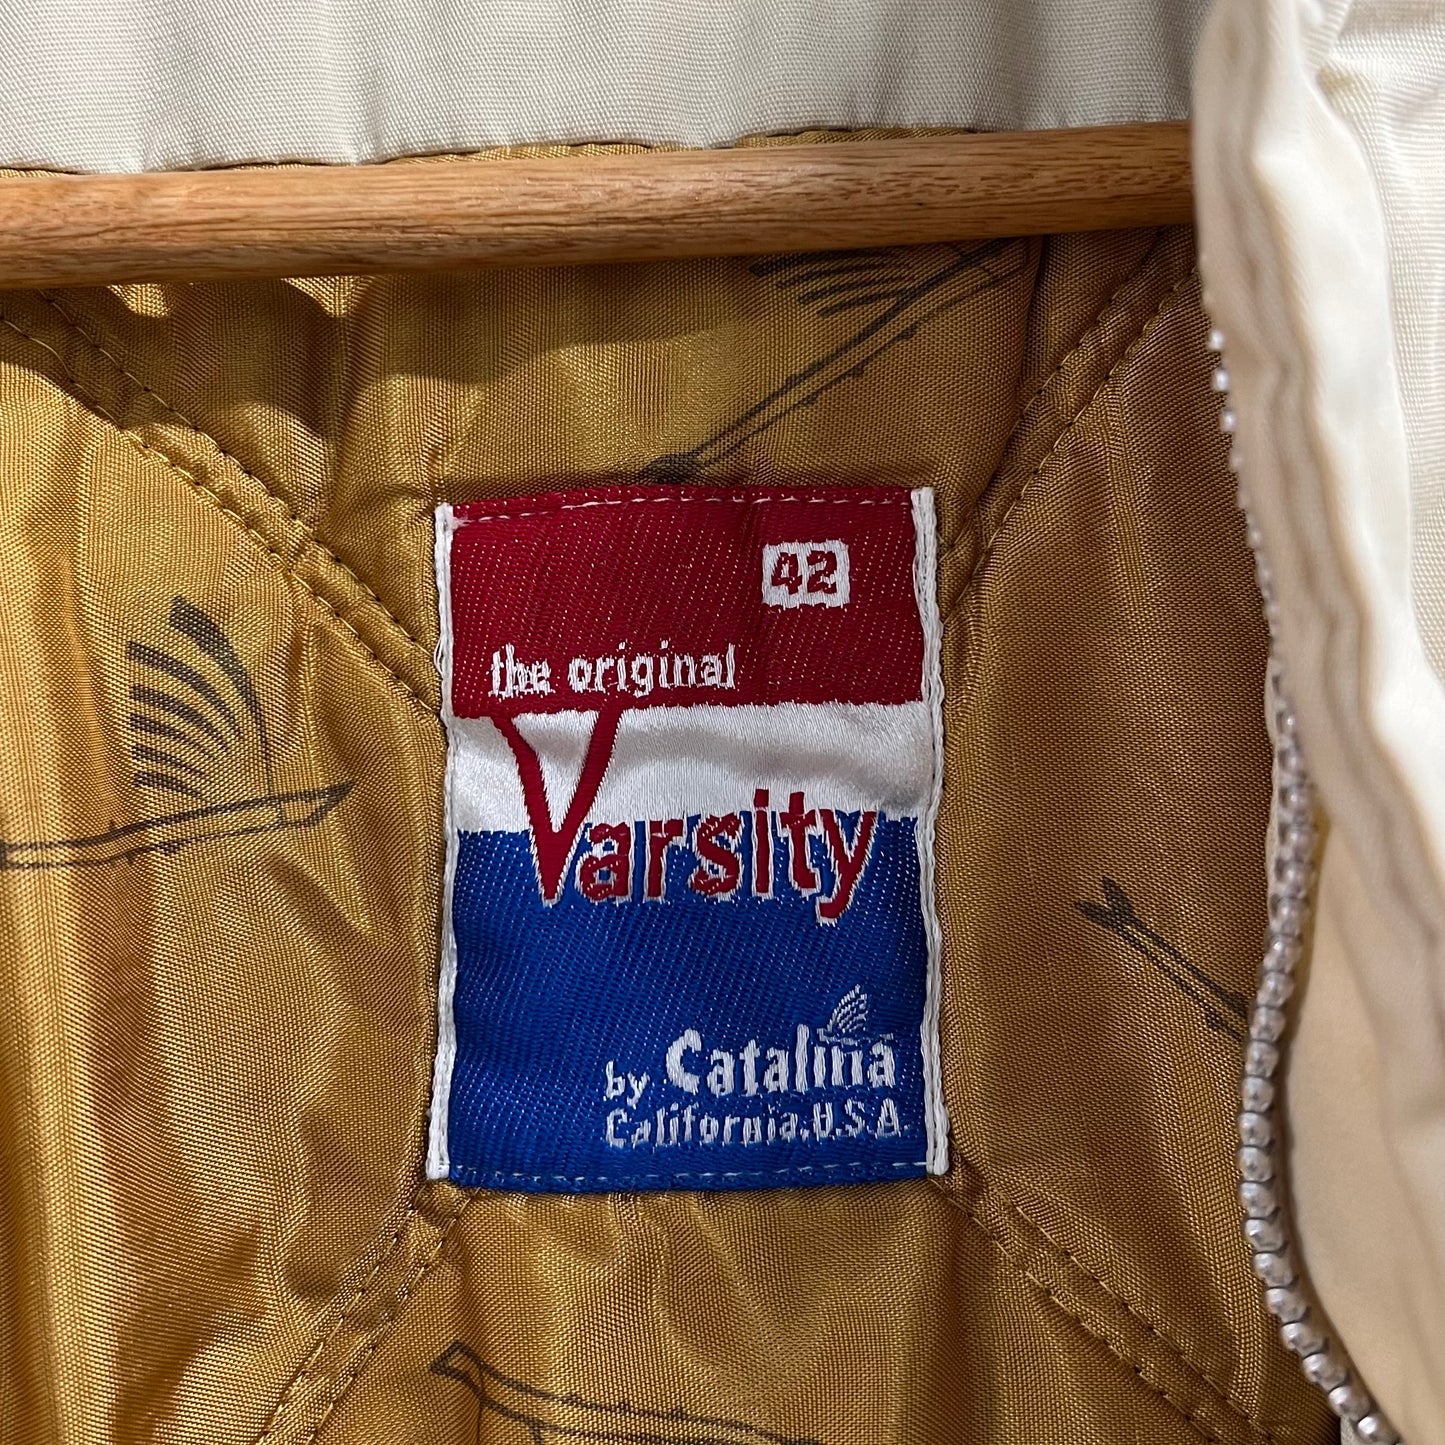 42
the original
Varsity
by Catalina
California, U.S.A.